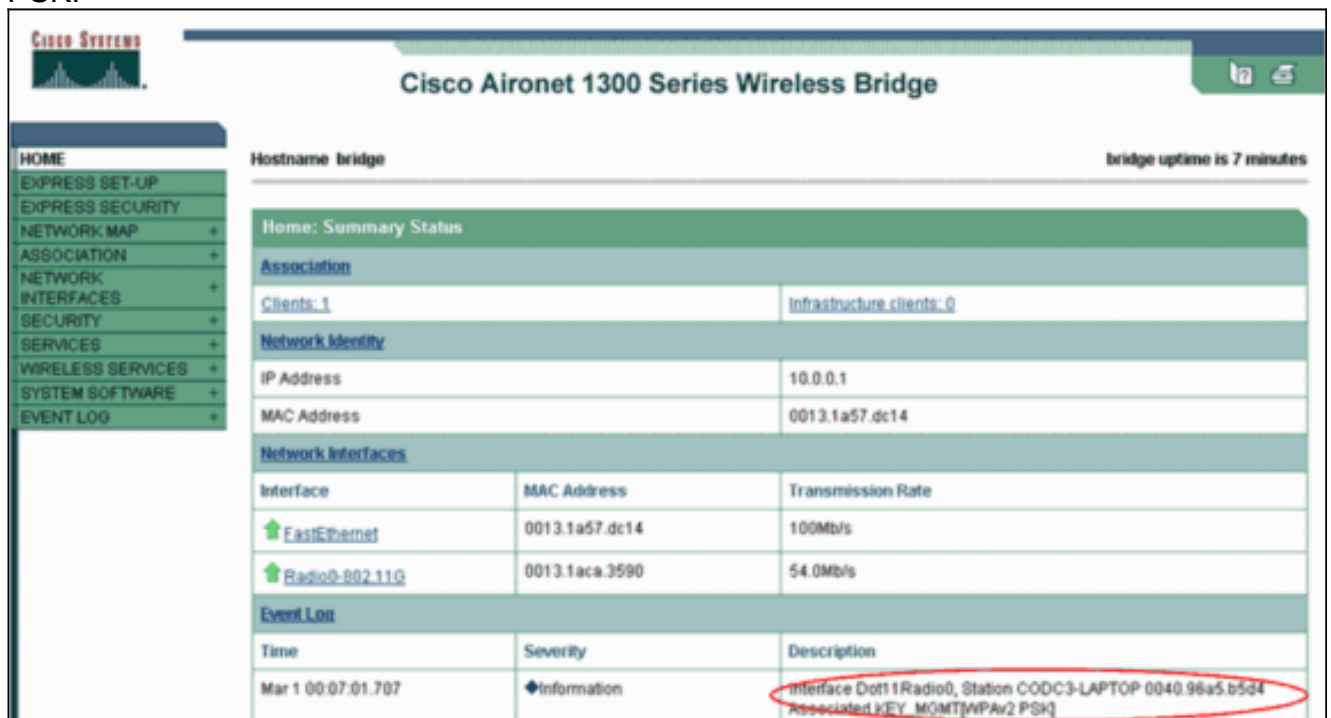 PSK.
CISCO SYSTEMS
Cisco Aironet 1300 Series Wireless Bridge
HOME
EXPRESS SET-UP
EXPRESS SECURITY
NETWORK MAP +
ASSOCIATION +
NETWORK
INTERFACES +
SECURITY +
SERVICES +
WIRELESS SERVICES +
SYSTEM SOFTWARE +
EVENT LOG +
Hostname bridge
bridge uptime is 7 minutes
Home: Summary Status
Association
Clients: 1
Infrastructure clients: 0
Network Identity
IP Address
10.0.0.1
MAC Address
0013.1a57.dc14
Network Interfaces
Interface MAC Address Transmission Rate
FastEthernet 0013.1a57.dc14 100Mb/s
Radio0-802.11G 0013.1aca.3590 54.0Mb/s
Event Log
Time Severity Description
Mar 1 00:07:01.707 Information Interface Dot11Radio0, Station CODC3-LAPTOP 0040.96a5.b5d4
Associated KEY_MGMT[WPAv2 PSK]